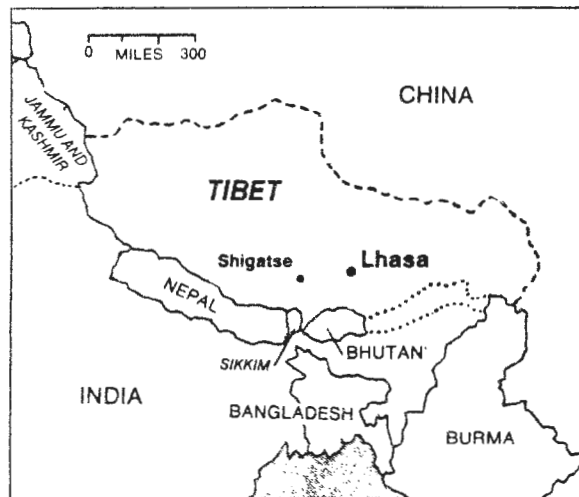 0 MILES 300
CHINA
JAMMU AND
KASHMIR
TIBET
Shigatse
Lhasa
NEPAL
SIKKIM
BHUTAN
INDIA
BANGLADESH
BURMA